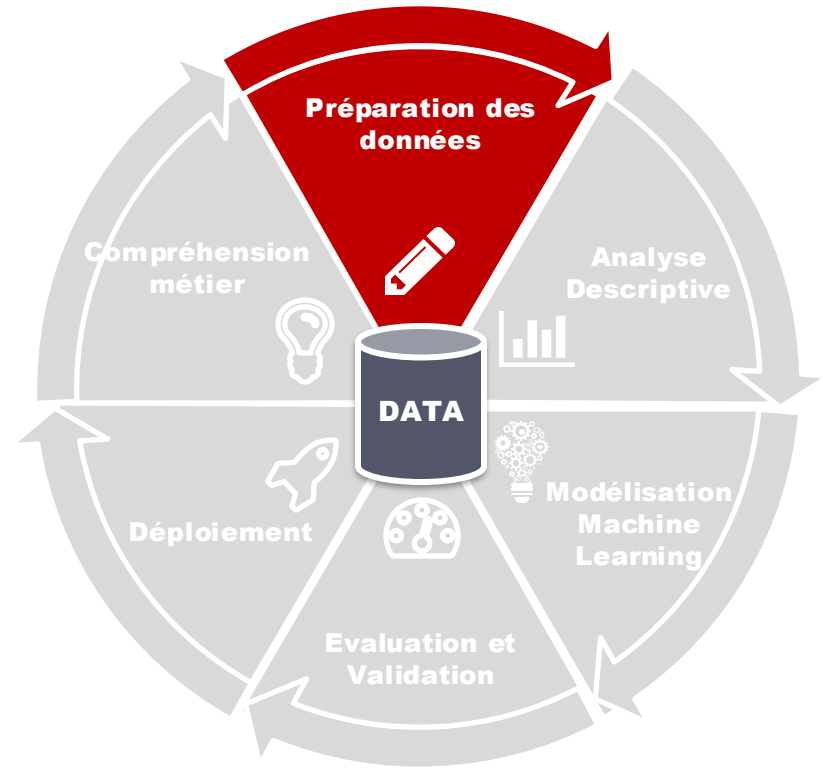 Préparation des
données
Analyse
Descriptive
Modélisation
Machine
Learning
Evaluation et
Validation
Déploiement
Compréhension
métier
DATA